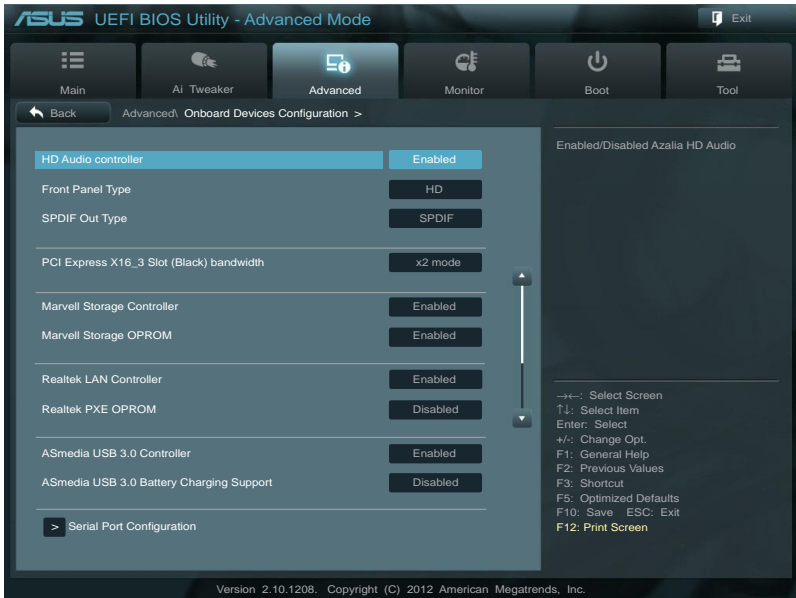 ASUS UEFI BIOS Utility - Advanced Mode
Exit
Main
Ai Tweaker
Advanced
Monitor
Boot
Tool
Back
Advanced\ Onboard Devices Configuration >
HD Audio controller Enabled
Front Panel Type HD
SPDIF Out Type SPDIF
PCI Express X16_3 Slot (Black) bandwidth x2 mode
Marvell Storage Controller Enabled
Marvell Storage OPROM Enabled
Realtek LAN Controller Enabled
Realtek PXE OPROM Disabled
ASmedia USB 3.0 Controller Enabled
ASmedia USB 3.0 Battery Charging Support Disabled
> Serial Port Configuration
Enabled/Disabled Azalia HD Audio
→←: Select Screen
↑↓: Select Item
Enter: Select
+/-: Change Opt.
F1: General Help
F2: Previous Values
F3: Shortcut
F5: Optimized Defaults
F10: Save ESC: Exit
F12: Print Screen
Version 2.10.1208. Copyright (C) 2012 American Megatrends, Inc.